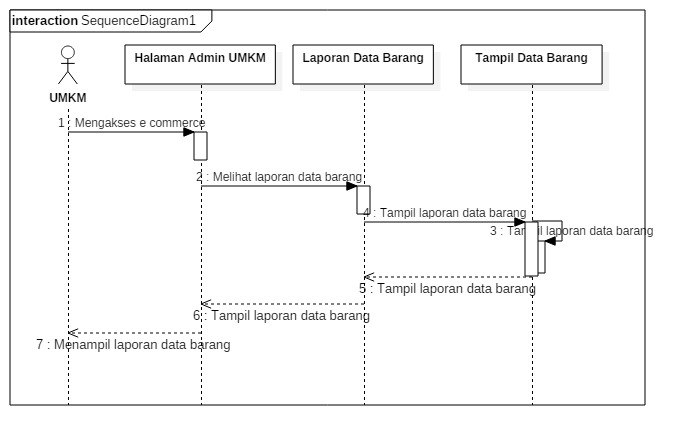 interaction SequenceDiagram1
Halaman Admin UMKM
Laporan Data Barang
Tampil Data Barang
UMKM
1 : Mengakses e commerce
2 : Melihat laporan data barang
4 : Tampil laporan data barang
3 : Tampil laporan data barang
5 : Tampil laporan data barang
6 : Tampil laporan data barang
7 : Menampil laporan data barang